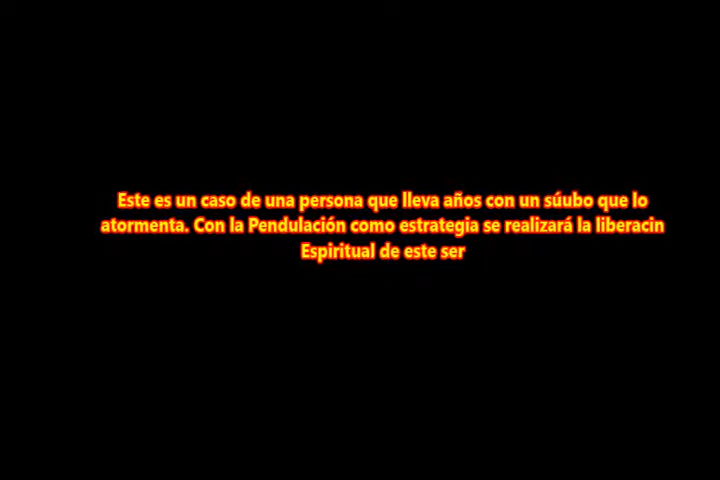 Este es un caso de una persona que lleva años con un súubo que lo
atormenta. Con la Pendulación como estrategia se realizará la liberacin
Espiritual de este ser